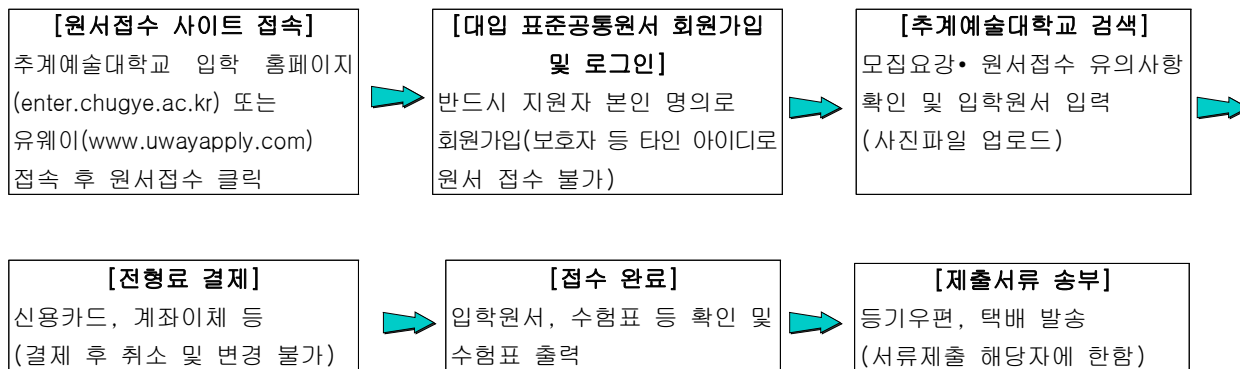 [원서접수 사이트 접속]
추계예술대학교 입학 홈페이지
(enter.chugye.ac.kr) 또는
유웨이(www.uwayapply.com)
접속 후 원서접수 클릭
[대입 표준공통원서 회원가입
및 로그인]
반드시 지원자 본인 명의로
회원가입(보호자 등 타인 아이디로
원서 접수 불가)
[추계예술대학교 검색]
모집요강• 원서접수 유의사항
확인 및 입학원서 입력
(사진파일 업로드)
[전형료 결제]
신용카드, 계좌이체 등
(결제 후 취소 및 변경 불가)
[접수 완료]
입학원서, 수험표 등 확인 및
수험표 출력
[제출서류 송부]
등기우편, 택배 발송
(서류제출 해당자에 한함)